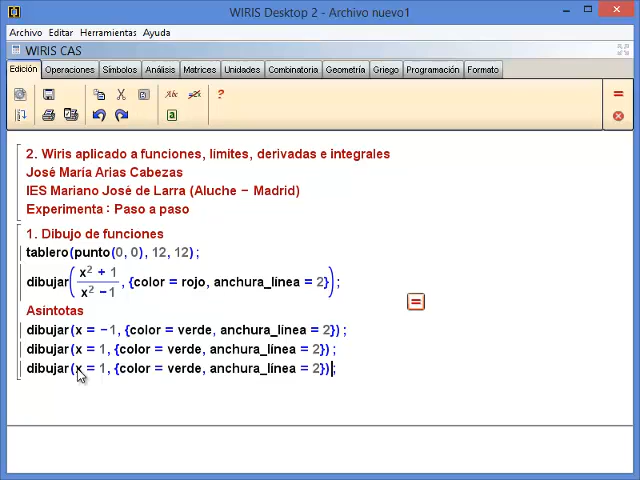 WIRIS Desktop 2 - Archivo nuevo1
Archivo Editar Herramientas Ayuda
WIRIS CAS
Edición Operaciones Símbolos Análisis Matrices Unidades Combinatoria Geometría Griego Programación Formato
2. Wiris aplicado a funciones, límites, derivadas e integrales
José María Arias Cabezas
IES Mariano José de Larra (Aluche - Madrid)
Experimenta: Paso a paso
1. Dibujo de funciones
tablero(punto(0, 0), 12, 12);
dibujar(x² + 1 / x² - 1, {color = rojo, anchura_línea = 2});
Asíntotas
dibujar(x = -1, {color = verde, anchura_línea = 2});
dibujar(x = 1, {color = verde, anchura_línea = 2});
dibujar(x = 1, {color = verde, anchura_línea = 2});